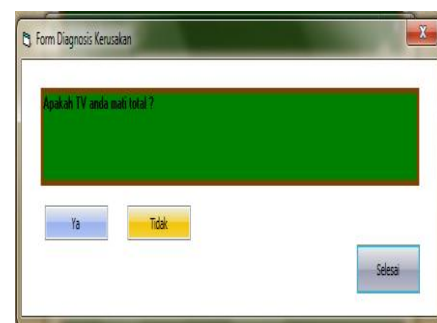 Form Diagnosis Kerusakan
Apakah TV anda mati total ?
Ya
Tidak
Selesai